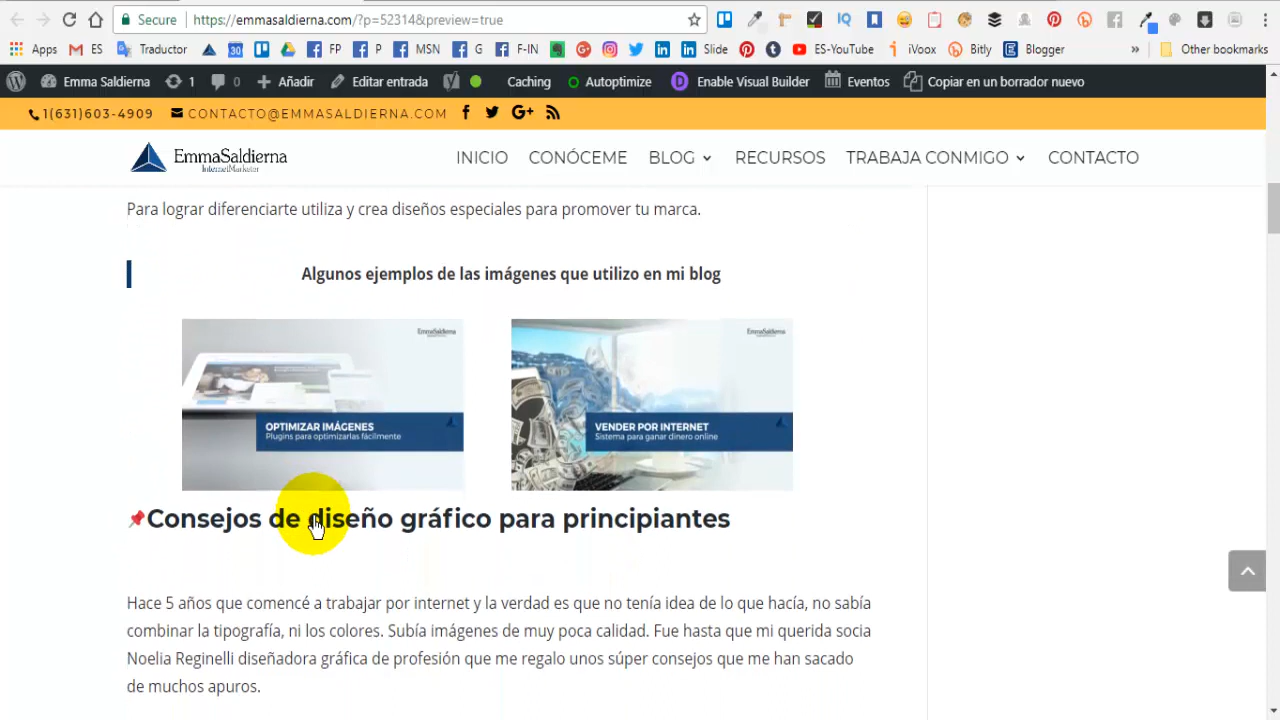 Secure https://emmasaldierna.com/?p=52314&preview=true
Apps ES Traductor FP P MSN G F-IN Slide ES-YouTube iVoox Bitly Blogger » Other bookmarks
Emma Saldierna 1 0 Añadir Editar entrada Caching Autoptimize Enable Visual Builder Eventos Copiar en un borrador nuevo
1(631)603-4909 CONTACTO@EMMASALDIERNA.COM
EmmaSaldierna
InternetMarketer
INICIO CONÓCEME BLOG RECURSOS TRABAJA CONMIGO CONTACTO
Para lograr diferenciarte utiliza y crea diseños especiales para promover tu marca.
Algunos ejemplos de las imágenes que utilizo en mi blog
EmmaSaldierna EmmaSaldierna
OPTIMIZAR IMÁGENES
Plugins para optimizarlas fácilmente
VENDER POR INTERNET
Sistema para ganar dinero online
Consejos de diseño gráfico para principiantes
Hace 5 años que comencé a trabajar por internet y la verdad es que no tenía idea de lo que hacía, no sabía
combinar la tipografía, ni los colores. Subía imágenes de muy poca calidad. Fue hasta que mi querida socia
Noelia Reginelli diseñadora gráfica de profesión que me regalo unos súper consejos que me han sacado
de muchos apuros.